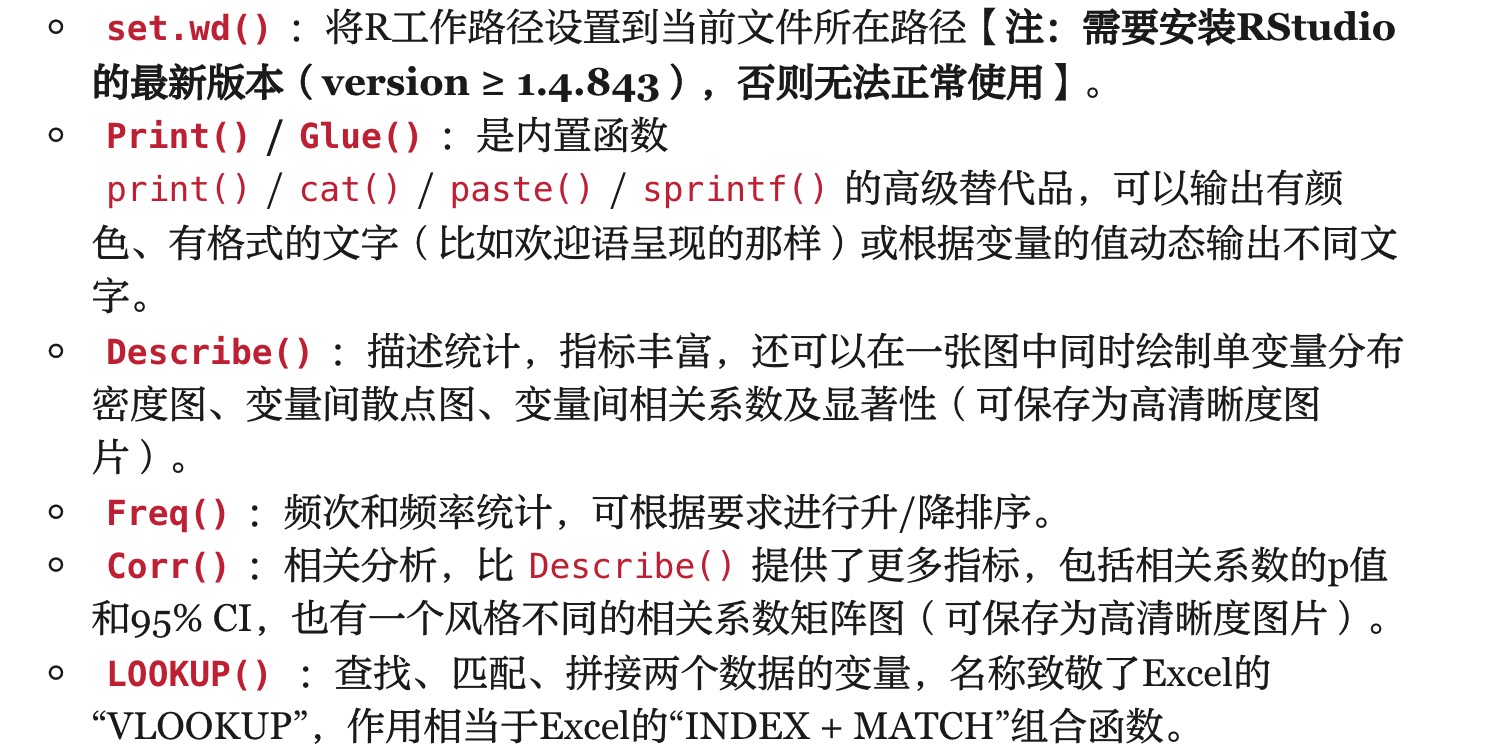 set.wd() ：将R工作路径设置到当前文件所在路径【注：需要安装RStudio
的最新版本（version ≥ 1.4.843），否则无法正常使用】。
Print() / Glue() ：是内置函数
print() / cat() / paste() / sprintf() 的高级替代品，可以输出有颜
色、有格式的文字（比如欢迎语呈现的那样）或根据变量的值动态输出不同文
字。
Describe() ：描述统计，指标丰富，还可以在一张图中同时绘制单变量分布
密度图、变量间散点图、变量间相关系数及显著性（可保存为高清晰度图
片）。
Freq() ：频次和频率统计，可根据要求进行升/降排序。
Corr() ：相关分析，比 Describe() 提供了更多指标，包括相关系数的p值
和95% CI，也有一个风格不同的相关系数矩阵图（可保存为高清晰度图片）。
LOOKUP() ：查找、匹配、拼接两个数据的变量，名称致敬了Excel的
“VLOOKUP”，作用相当于Excel的“INDEX + MATCH”组合函数。